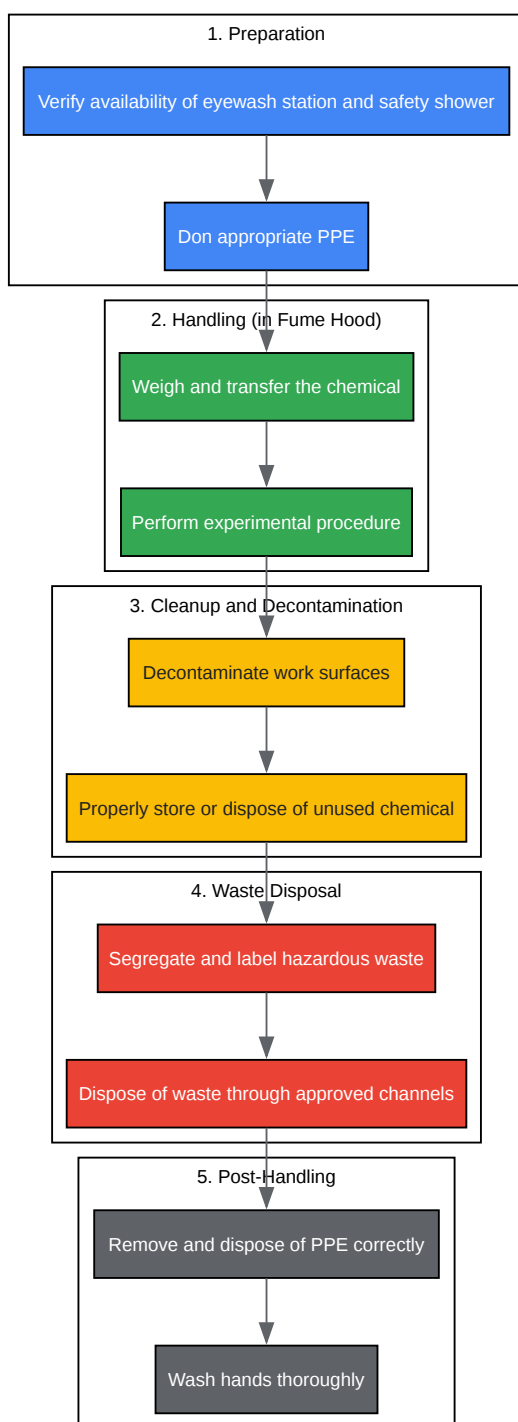 1. Preparation
Verify availability of eyewash station and safety shower
Don appropriate PPE
2. Handling (in Fume Hood)
Weigh and transfer the chemical
Perform experimental procedure
3. Cleanup and Decontamination
Decontaminate work surfaces
Properly store or dispose of unused chemical
4. Waste Disposal
Segregate and label hazardous waste
Dispose of waste through approved channels
5. Post-Handling
Remove and dispose of PPE correctly
Wash hands thoroughly